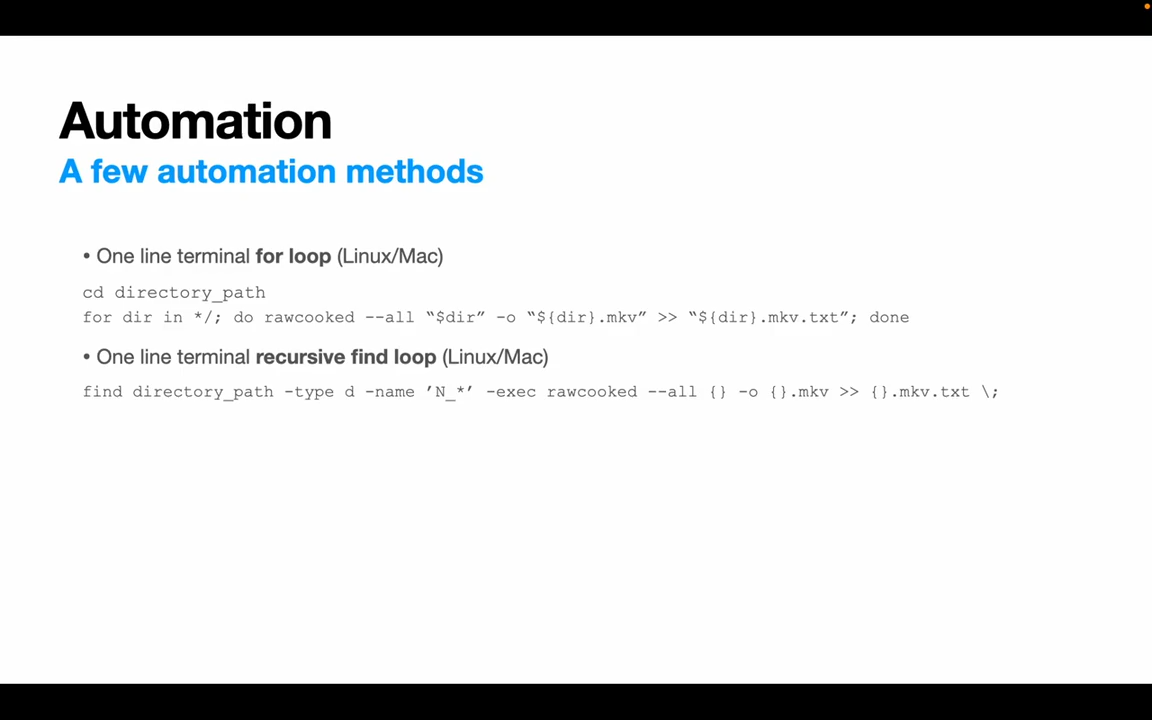 Automation
A few automation methods
• One line terminal for loop (Linux/Mac)
cd directory_path
for dir in */; do rawcooked --all “$dir” -o “${dir}.mkv” >> “${dir}.mkv.txt”; done
• One line terminal recursive find loop (Linux/Mac)
find directory_path -type d -name ’N_*’ -exec rawcooked --all {} -o {}.mkv >> {}.mkv.txt \;